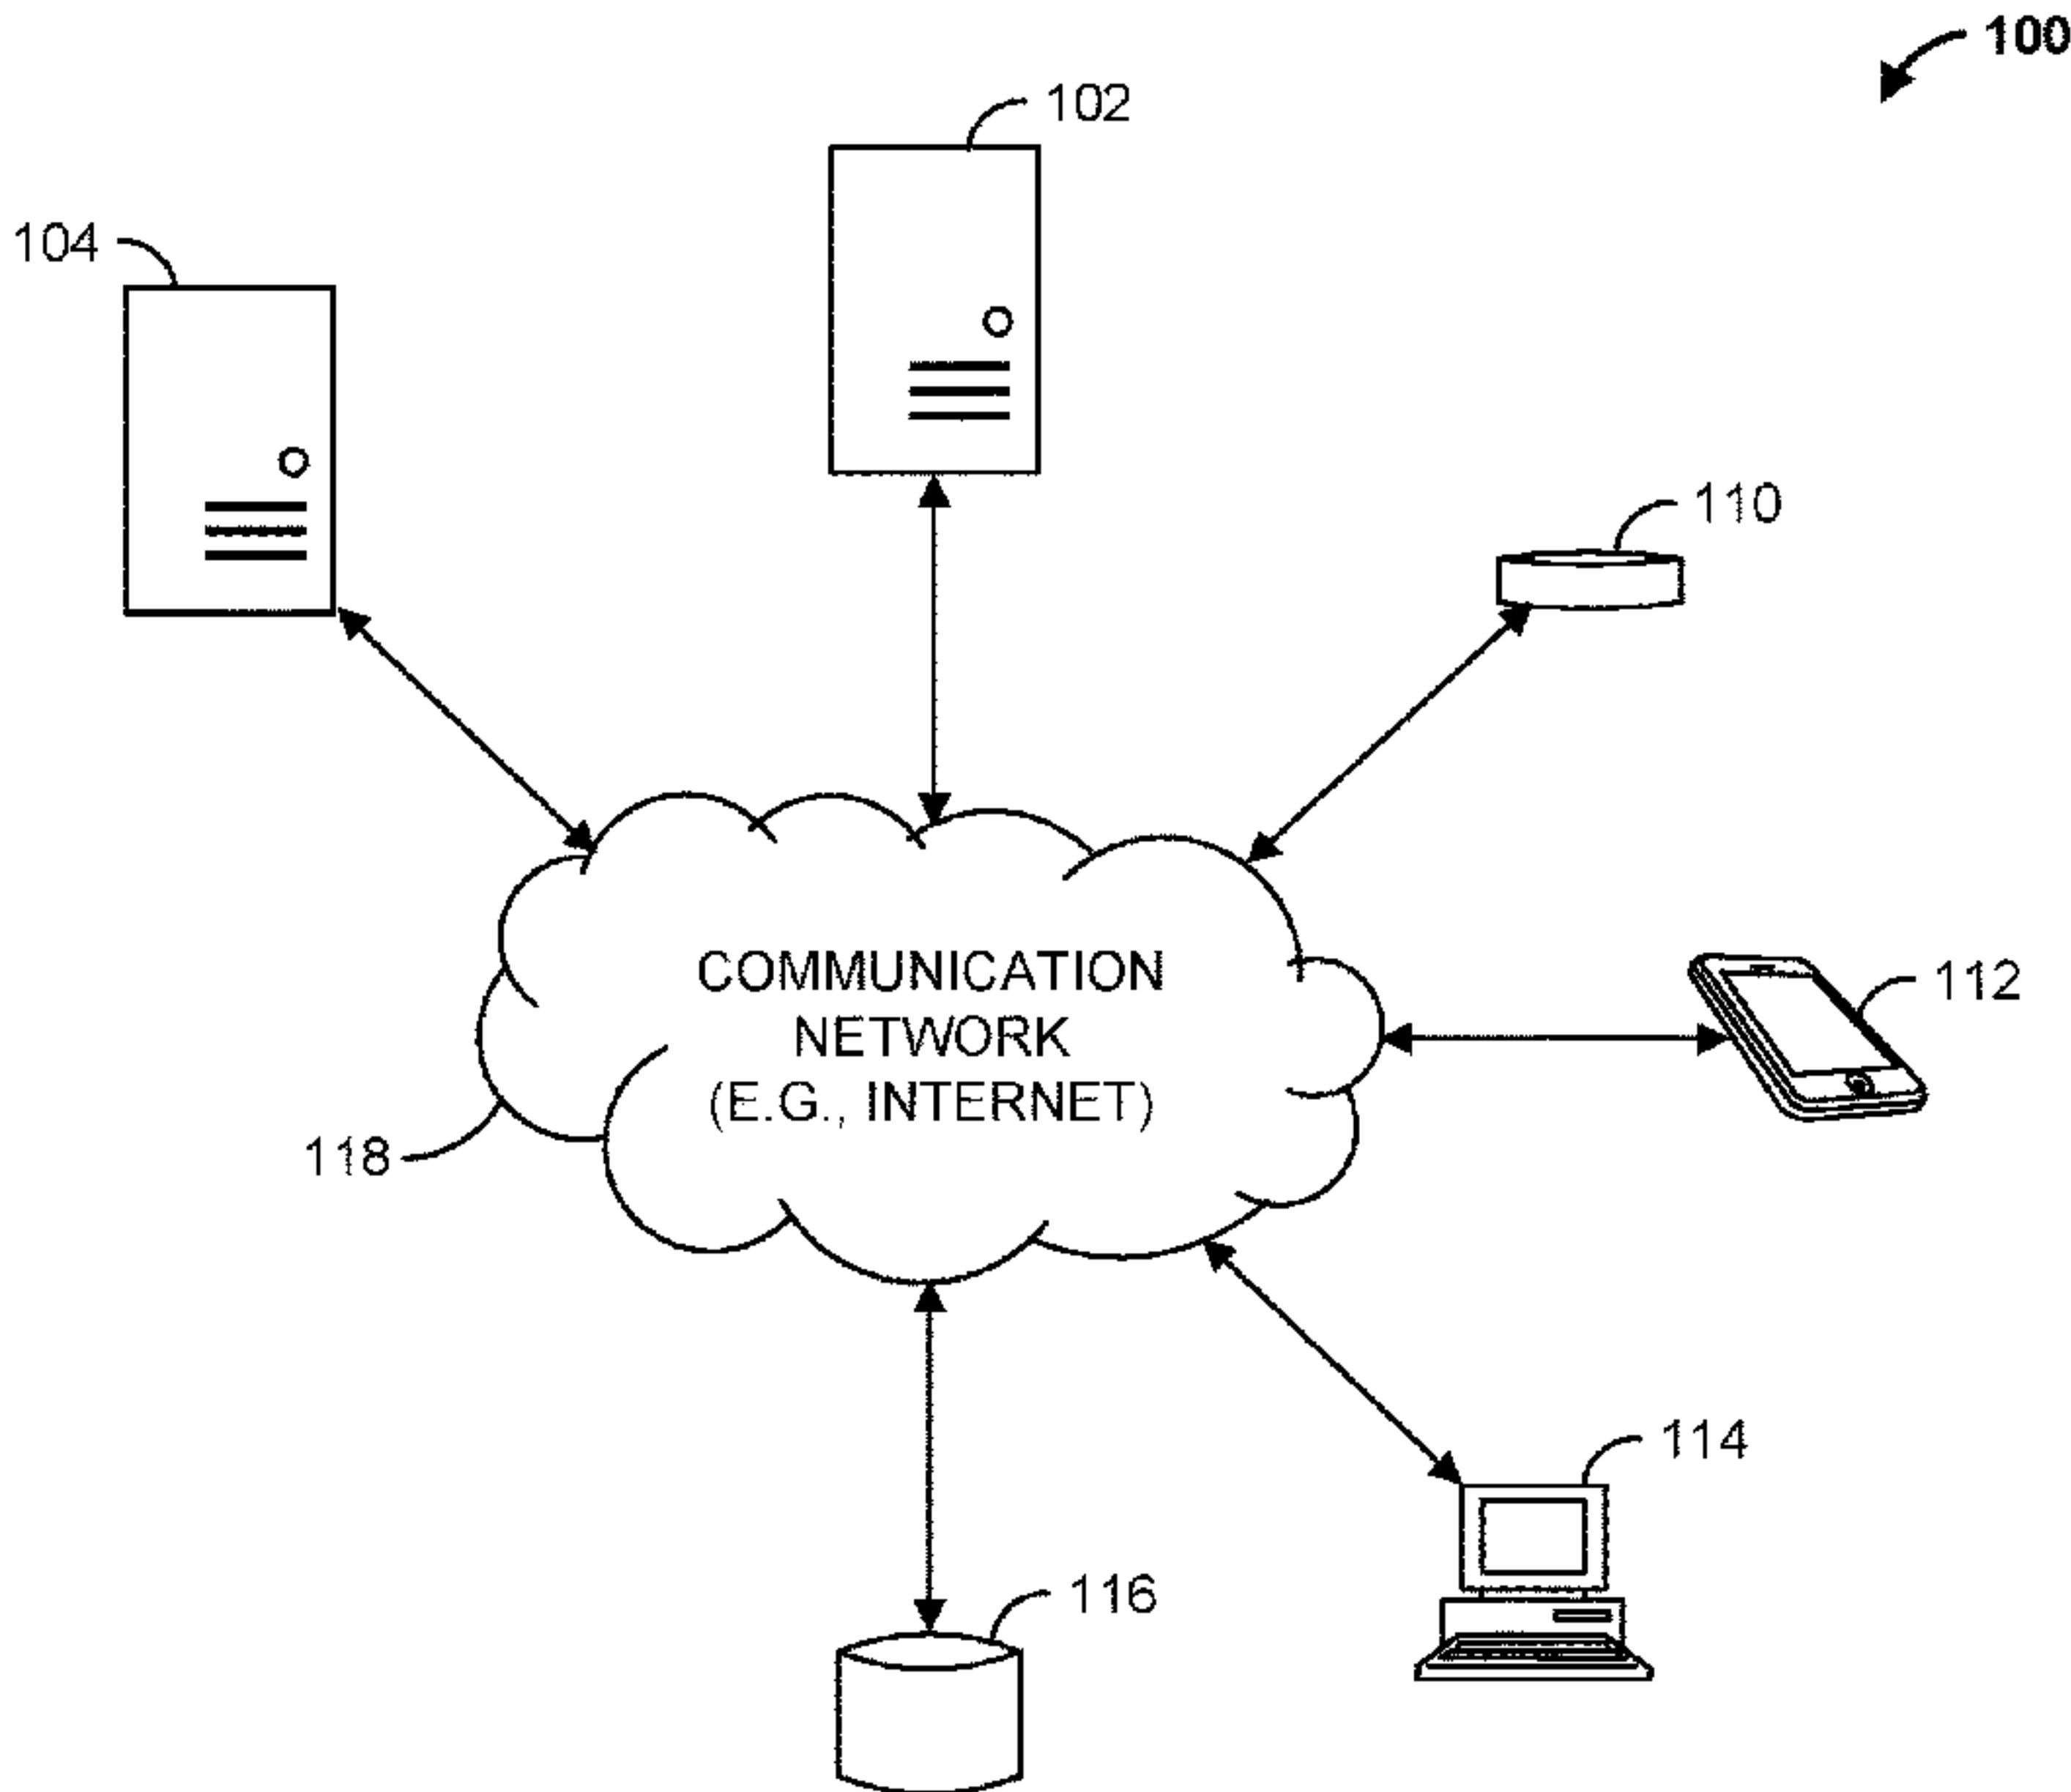 100
102
104
110
COMMUNICATION
NETWORK
(E.G., INTERNET)
112
118
114
116